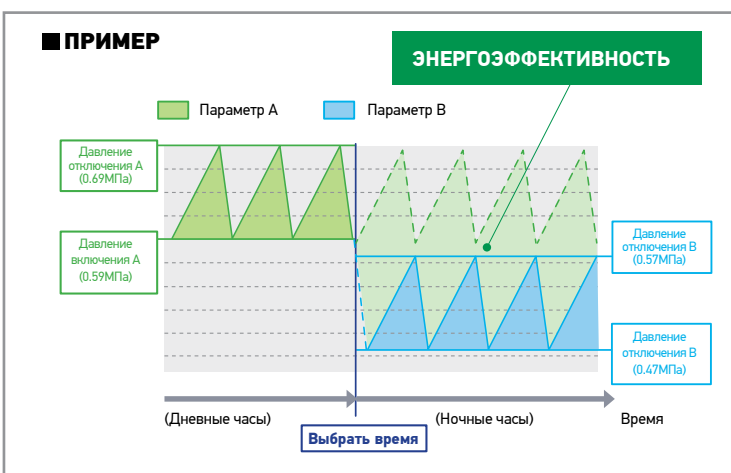 ПРИМЕР
ЭНЕРГОЭФФЕКТИВНОСТЬ
Параметр А
Параметр В
Давление
отключения А
(0.69МПа)
Давление
включения А
(0.59МПа)
Давление
отключения В
(0.57МПа)
Давление
отключения В
(0.47МПа)
(Дневные часы)
(Ночные часы)
Время
Выбрать время